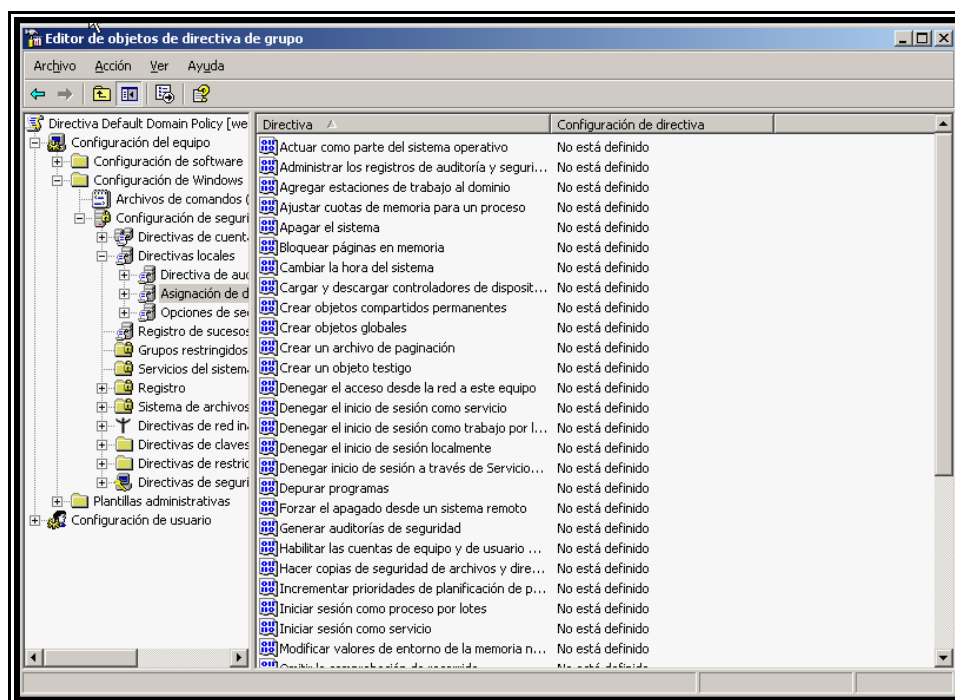 Editor de objetos de directiva de grupo
Archivo Acción Ver Ayuda
Directiva Default Domain Policy [we
Configuración del equipo
Configuración de software
Configuración de Windows
Archivos de comandos (
Configuración de seguri
Directivas de cuent
Directivas locales
Directiva de aud
Asignación de d
Opciones de se
Registro de sucesos
Grupos restringidos
Servicios del sistem
Registro
Sistema de archivos
Directivas de red in
Directivas de claves
Directivas de restric
Directivas de seguri
Plantillas administrativas
Configuración de usuario
Directiva Configuración de directiva
Actuar como parte del sistema operativo No está definido
Administrar los registros de auditoría y seguri... No está definido
Agregar estaciones de trabajo al dominio No está definido
Ajustar cuotas de memoria para un proceso No está definido
Apagar el sistema No está definido
Bloquear páginas en memoria No está definido
Cambiar la hora del sistema No está definido
Cargar y descargar controladores de disposit... No está definido
Crear objetos compartidos permanentes No está definido
Crear objetos globales No está definido
Crear un archivo de paginación No está definido
Crear un objeto testigo No está definido
Denegar el acceso desde la red a este equipo No está definido
Denegar el inicio de sesión como servicio No está definido
Denegar el inicio de sesión como trabajo por l... No está definido
Denegar el inicio de sesión localmente No está definido
Denegar inicio de sesión a través de Servicio... No está definido
Depurar programas No está definido
Forzar el apagado desde un sistema remoto No está definido
Generar auditorías de seguridad No está definido
Habilitar las cuentas de equipo y de usuario ... No está definido
Hacer copias de seguridad de archivos y dire... No está definido
Incrementar prioridades de planificación de p... No está definido
Iniciar sesión como proceso por lotes No está definido
Iniciar sesión como servicio No está definido
Modificar valores de entorno de la memoria n... No está definido
Omitir la comprobación de recorrido No está definido